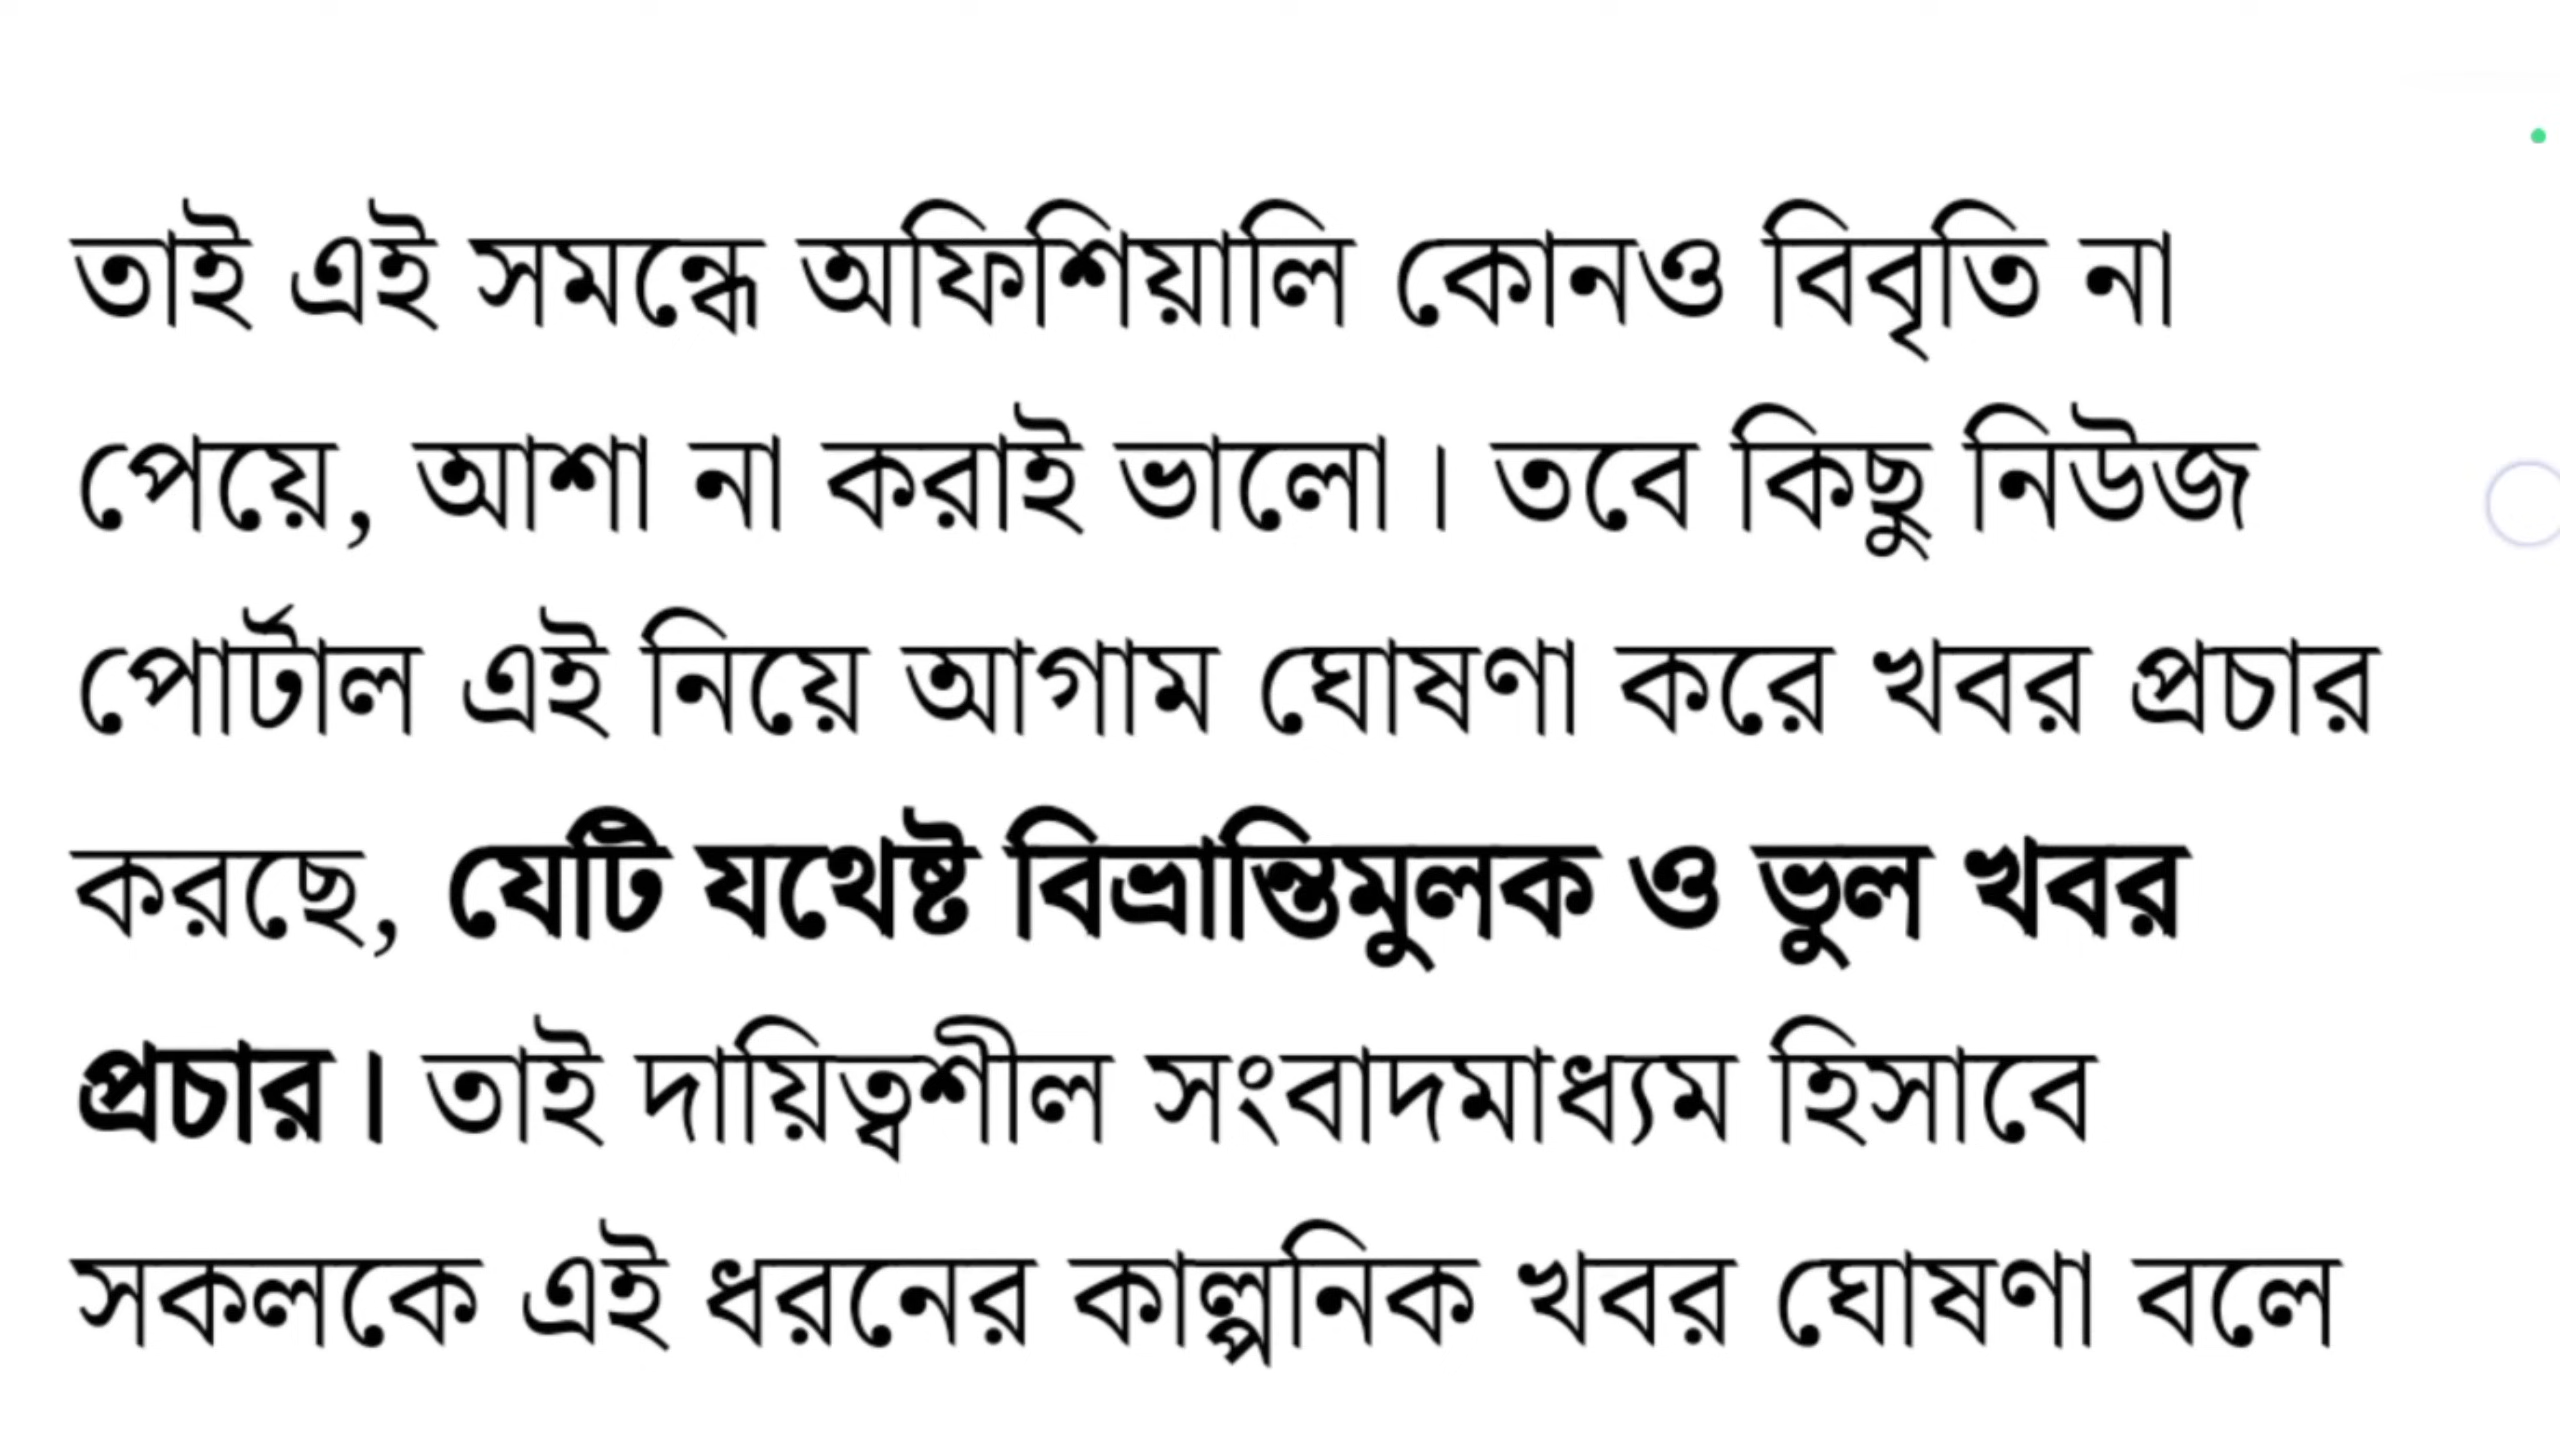 তাই এই সমন্ধে অফিশিয়ালি কোনও বিবৃতি না
পেয়ে, আশা না করাই ভালো। তবে কিছু নিউজ
পোর্টাল এই নিয়ে আগাম ঘোষণা করে খবর প্রচার
করছে, যেটি যথেষ্ট বিভ্রান্তিমুলক ও ভুল খবর
প্রচার। তাই দায়িত্বশীল সংবাদমাধ্যম হিসাবে
সকলকে এই ধরনের কাল্পনিক খবর ঘোষণা বলে